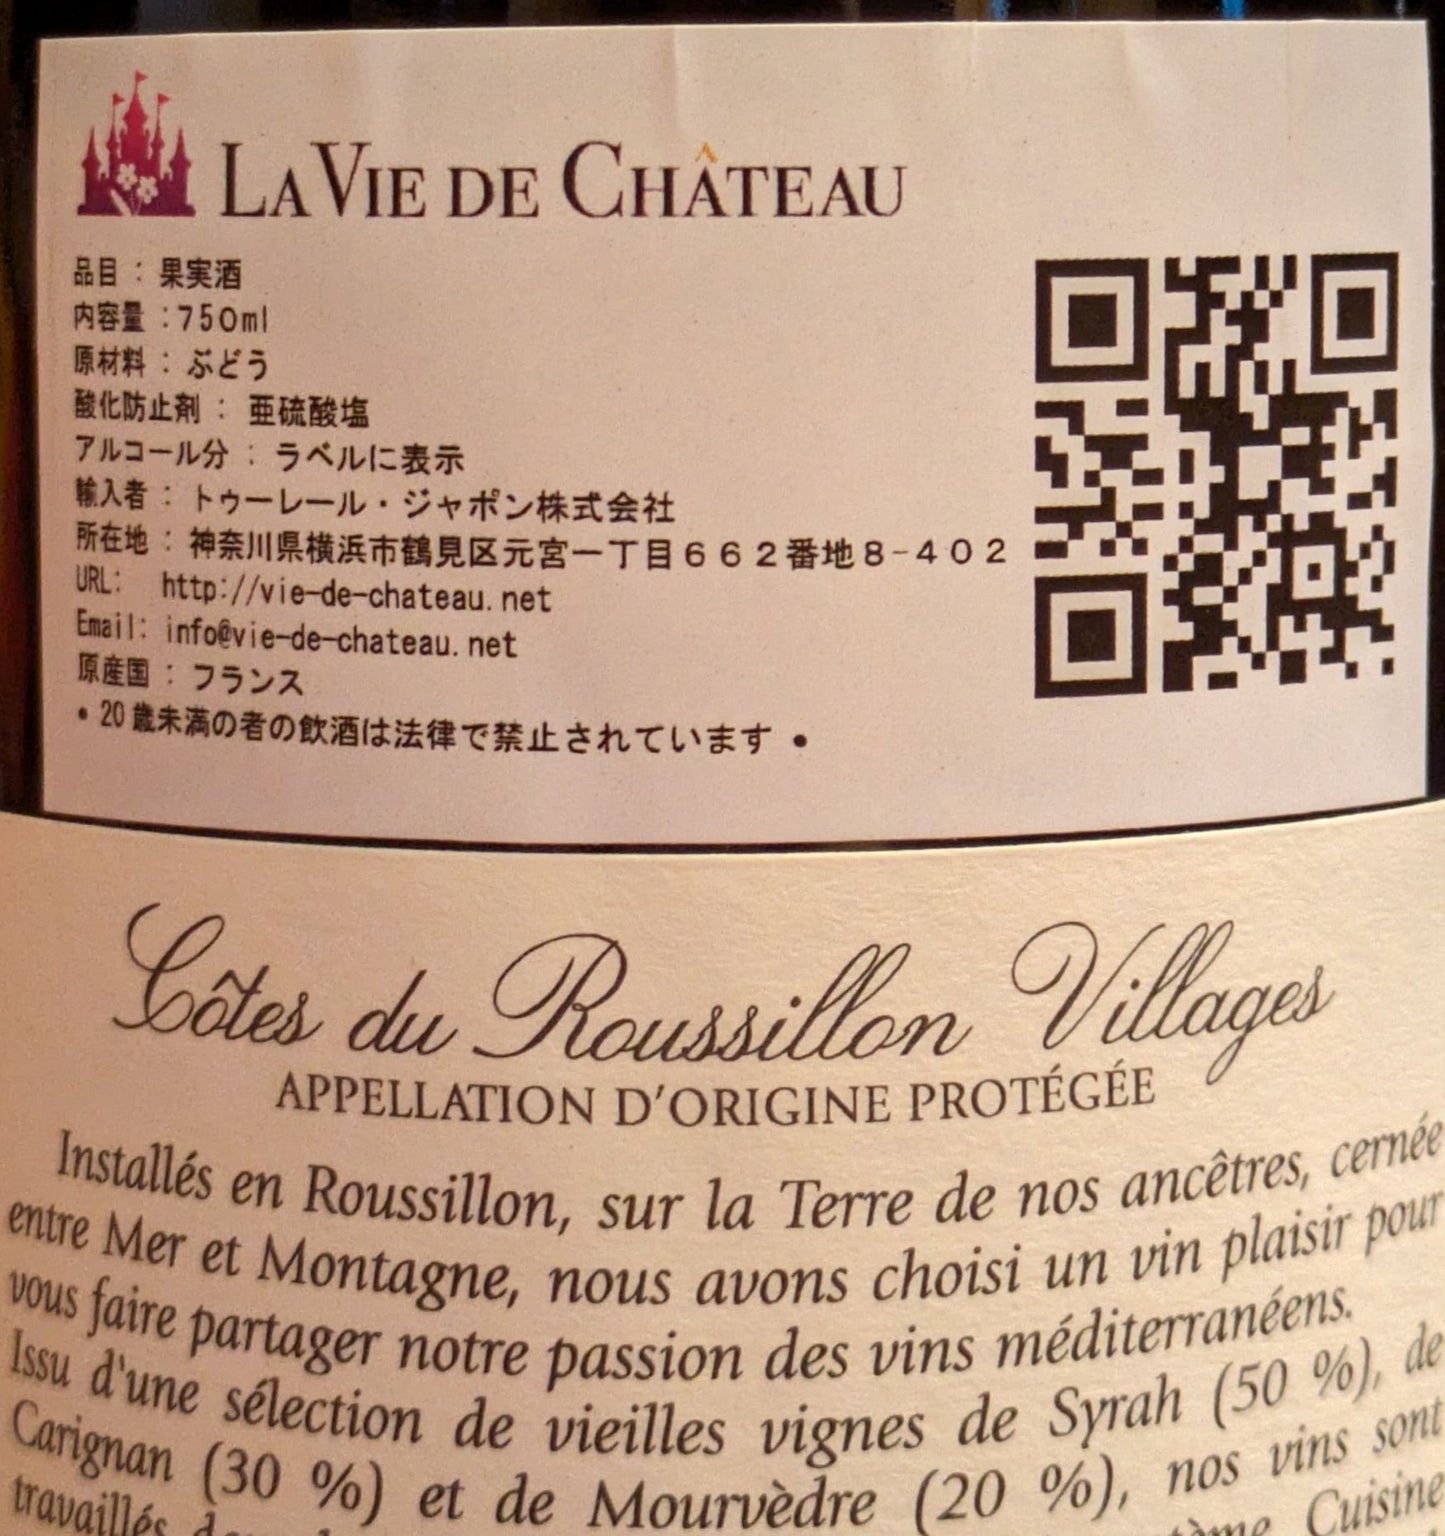 LA VIE DE CHÂTEAU
品目 : 果実酒
内容量 :750ml
原材料 : ぶどう
酸化防止剤 : 亜硫酸塩
アルコール分 : ラベルに表示
輸入者 : トゥーレール・ジャポン株式会社
所在地 : 神奈川県横浜市鶴見区元宮一丁目662番地8-402
URL: http://vie-de-chateau.net
Email: info@vie-de-chateau.net
原産国 : フランス
• 20歳未満の者の飲酒は法律で禁止されています •
Côtes du Roussillon Villages
APPELLATION D'ORIGINE PROTÉGÉE
Installés en Roussillon, sur la Terre de nos ancêtres, cernée
entre Mer et Montagne, nous avons choisi un vin plaisir pour
vous faire partager notre passion des vins méditerranéens.
Issu d'une sélection de vieilles vignes de Syrah (50 %), de
Carignan (30 %) et de Mourvèdre (20 %), nos vins sont
travaillés Cuisine